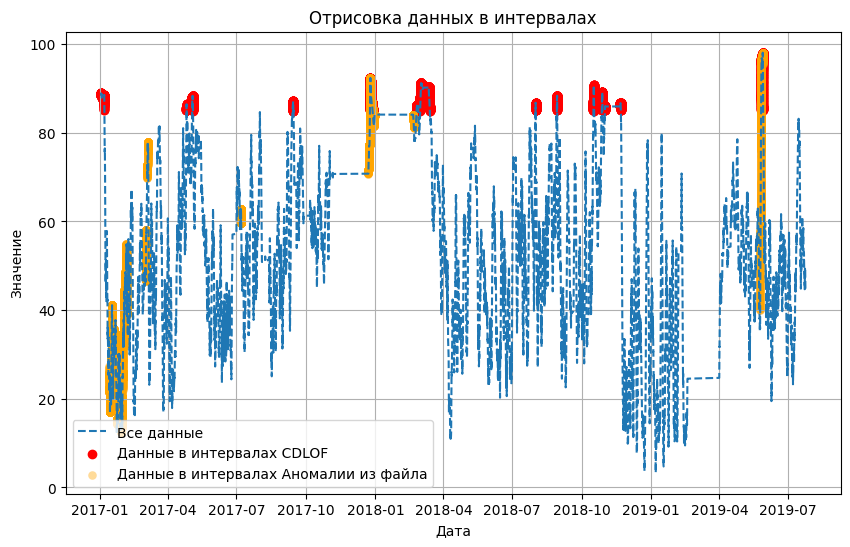 Отрисовка данных в интервалах
Значение
100
80
60
40
20
0
Все данные
Данные в интервалах CDLOF
Данные в интервалах Аномалии из файла
2017-01 2017-04 2017-07 2017-10 2018-01 2018-04 2018-07 2018-10 2019-01 2019-04 2019-07
Дата